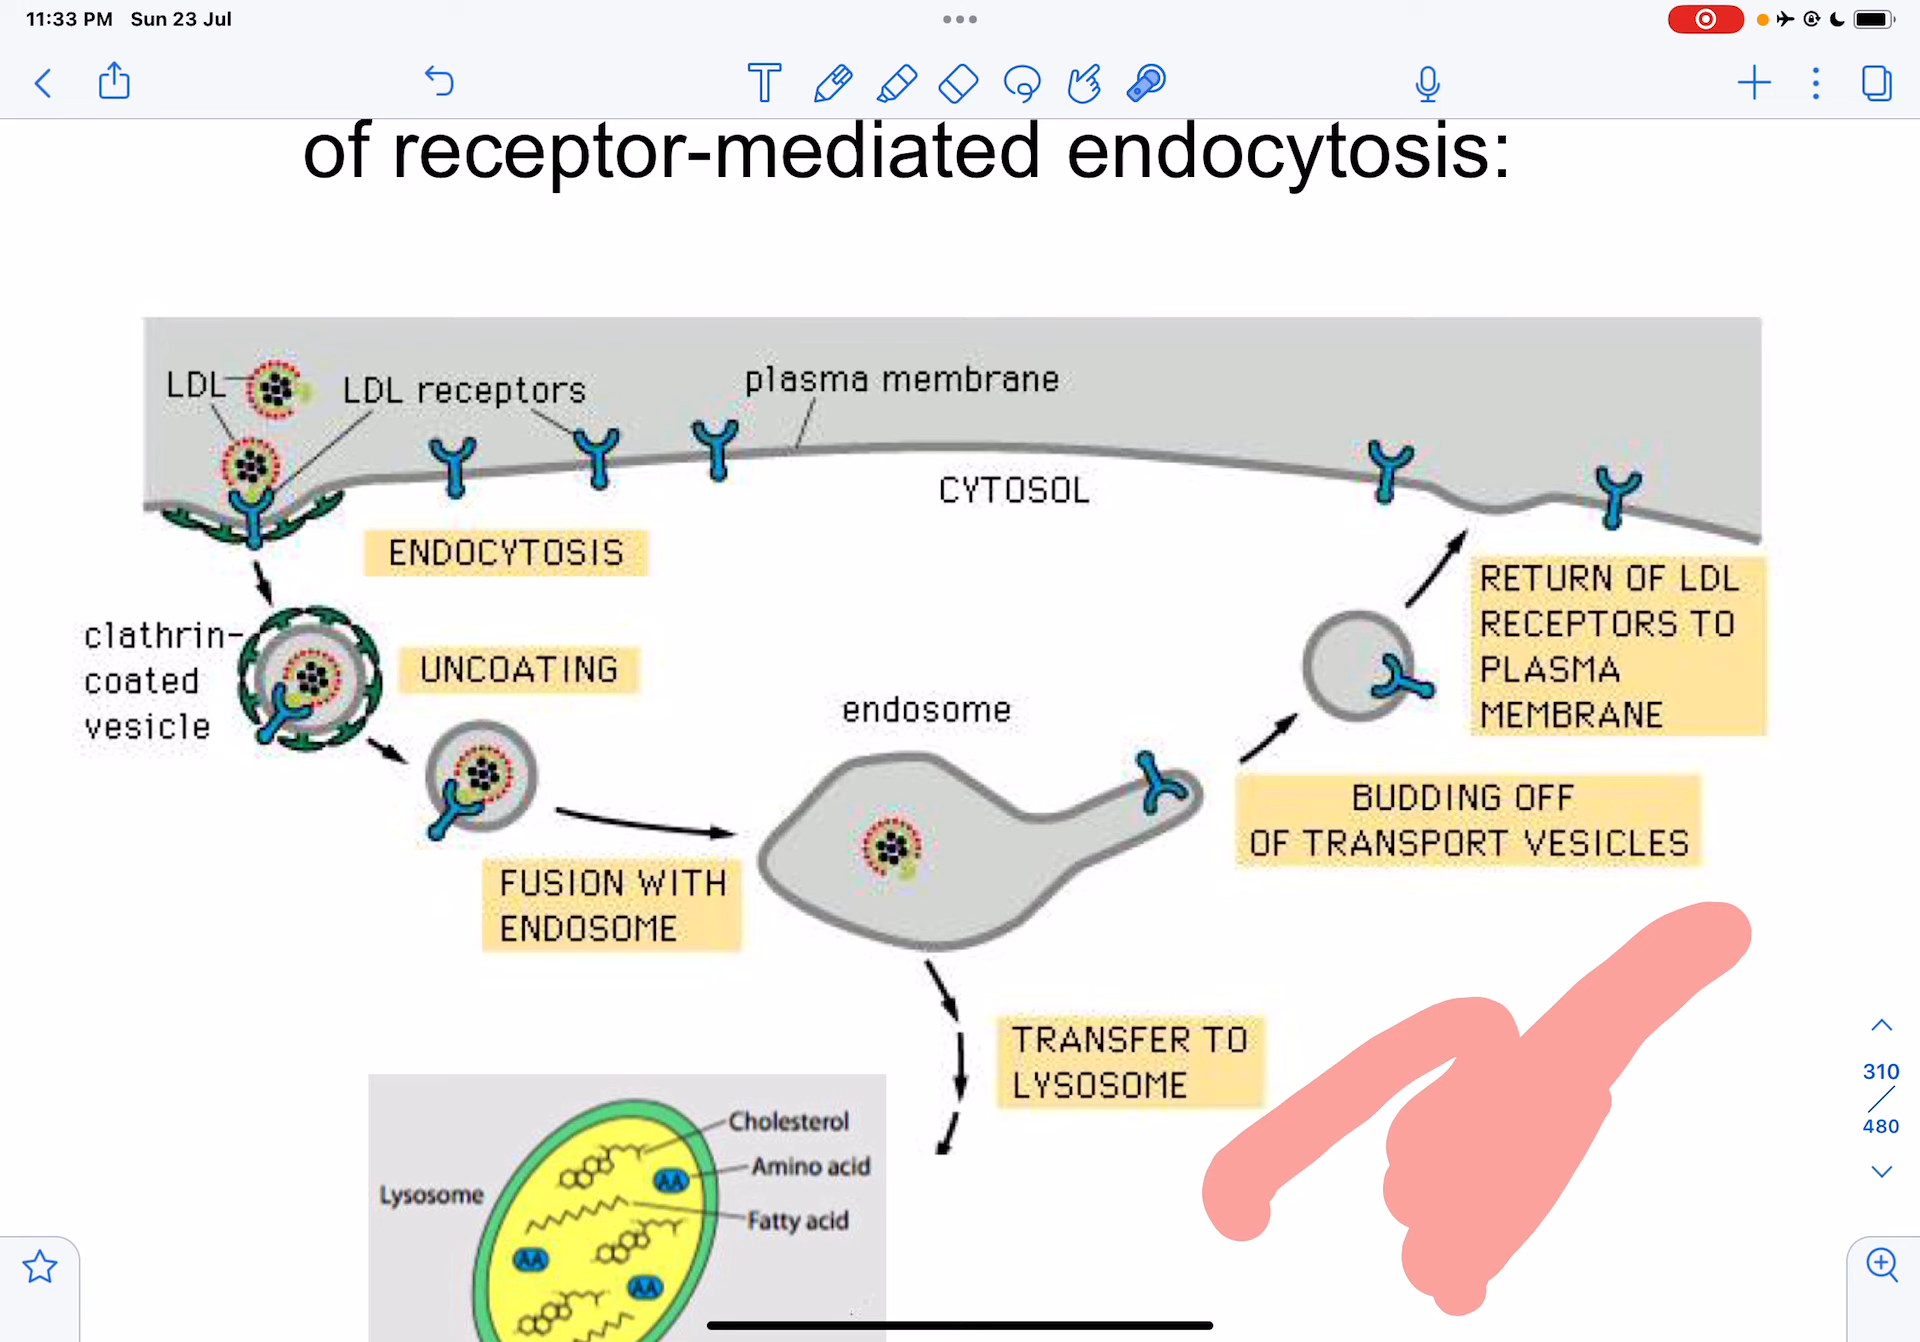 11:33 PM Sun 23 Jul
of receptor-mediated endocytosis:
LDL
LDL receptors
plasma membrane
CYTOSOL
ENDOCYTOSIS
clathrin-
coated
vesicle
UNCOATING
FUSION WITH
ENDOSOME
endosome
RETURN OF LDL
RECEPTORS TO
PLASMA
MEMBRANE
BUDDING OFF
OF TRANSPORT VESICLES
TRANSFER TO
LYSOSOME
310
480
Lysosome
Cholesterol
Amino acid
Fatty acid
AA
AA
AA